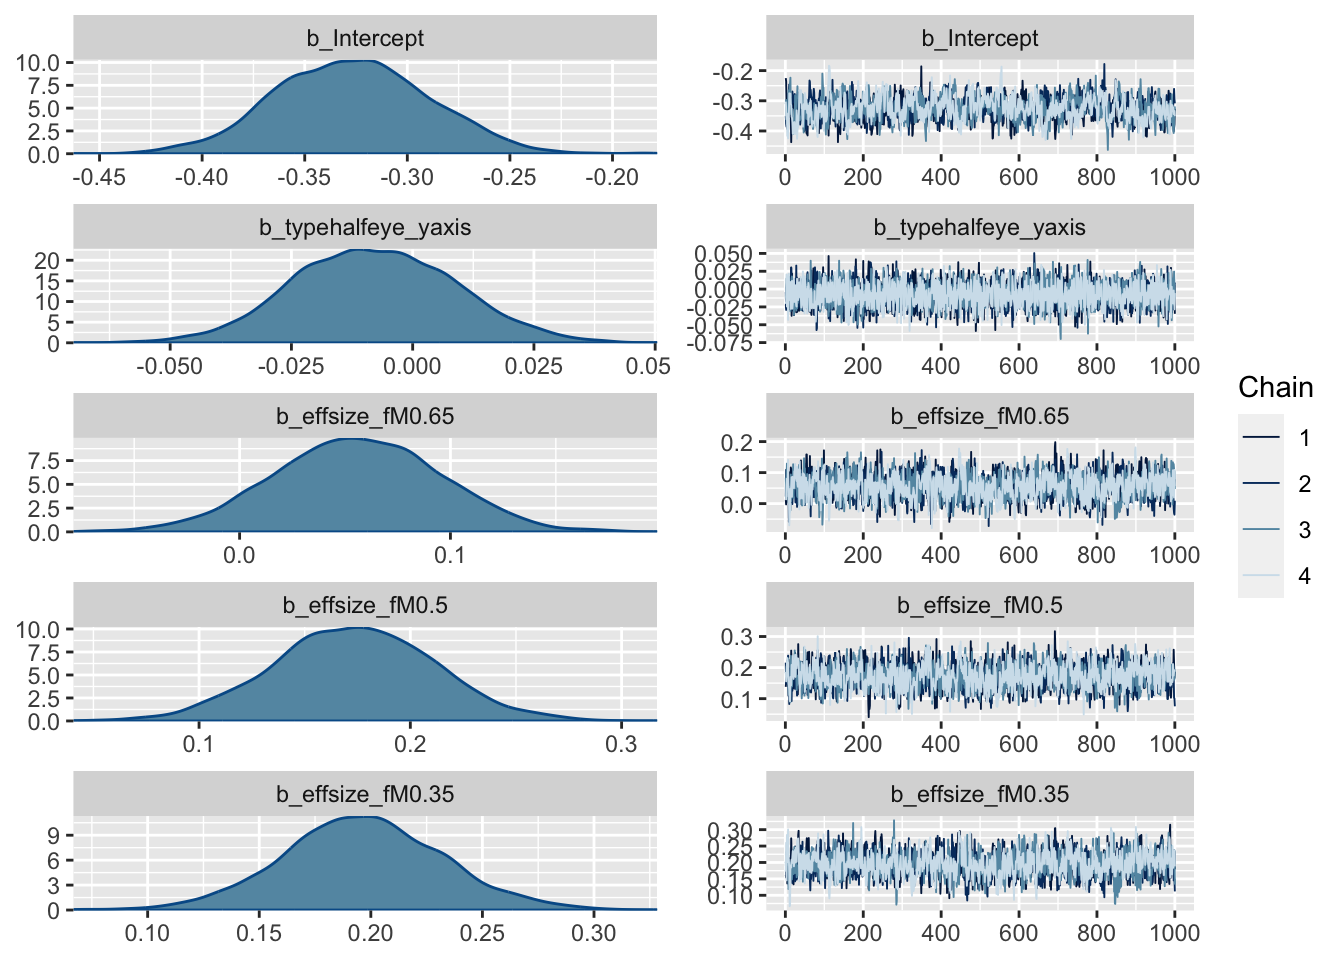 b_Intercept
10.0
7.5
5.0
2.5
0.0
-0.45 -0.40 -0.35 -0.30 -0.25 -0.20
b_Intercept
-0.2
-0.3
-0.4
0 200 400 600 800 1000
b_typehalfeye_yaxis
20
15
10
5
0
-0.050 -0.025 0.000 0.025 0.05
b_typehalfeye_yaxis
0.050
0.025
0.000
-0.025
-0.050
-0.075
0 200 400 600 800 1000
b_effsize_fM0.65
7.5
5.0
2.5
0.0
0.0 0.1
b_effsize_fM0.65
0.2
0.1
0.0
0 200 400 600 800 1000
b_effsize_fM0.5
10.0
7.5
5.0
2.5
0.0
0.1 0.2 0.3
b_effsize_fM0.5
0.3
0.2
0.1
0 200 400 600 800 1000
b_effsize_fM0.35
9
6
3
0
0.10 0.15 0.20 0.25 0.30
b_effsize_fM0.35
0.30
0.25
0.20
0.15
0.10
0 200 400 600 800 1000
Chain
1
2
3
4